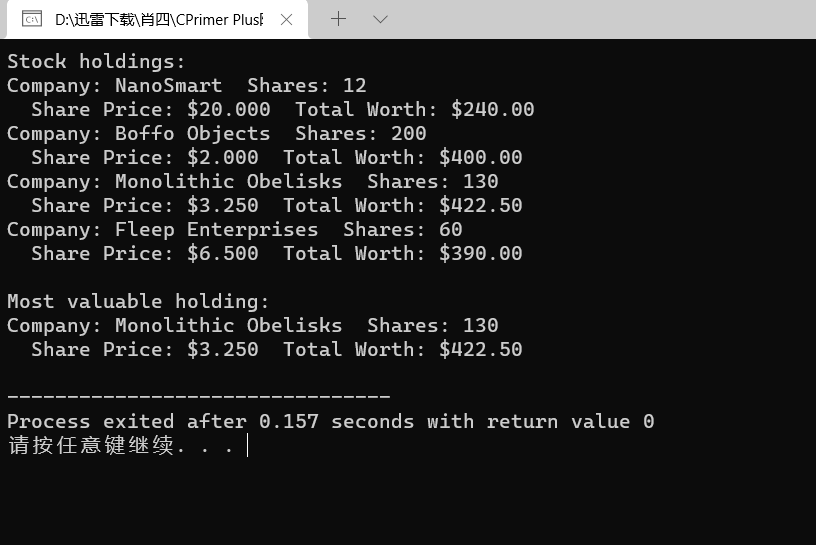 D:\迅雷下载\肖四\CPrimer Plus
Stock holdings:
Company: NanoSmart  Shares: 12
  Share Price: $20.000  Total Worth: $240.00
Company: Boffo Objects  Shares: 200
  Share Price: $2.000  Total Worth: $400.00
Company: Monolithic Obelisks  Shares: 130
  Share Price: $3.250  Total Worth: $422.50
Company: Fleep Enterprises  Shares: 60
  Share Price: $6.500  Total Worth: $390.00
Most valuable holding:
Company: Monolithic Obelisks  Shares: 130
  Share Price: $3.250  Total Worth: $422.50
--------------------------------
Process exited after 0.157 seconds with return value 0
请按任意键继续. . .